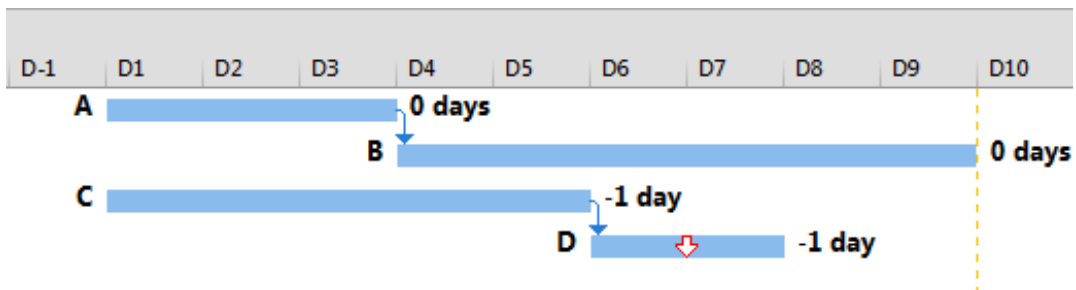 D-1 D1 D2 D3 D4 D5 D6 D7 D8 D9 D10
A 0 days
B 0 days
C -1 day
D -1 day